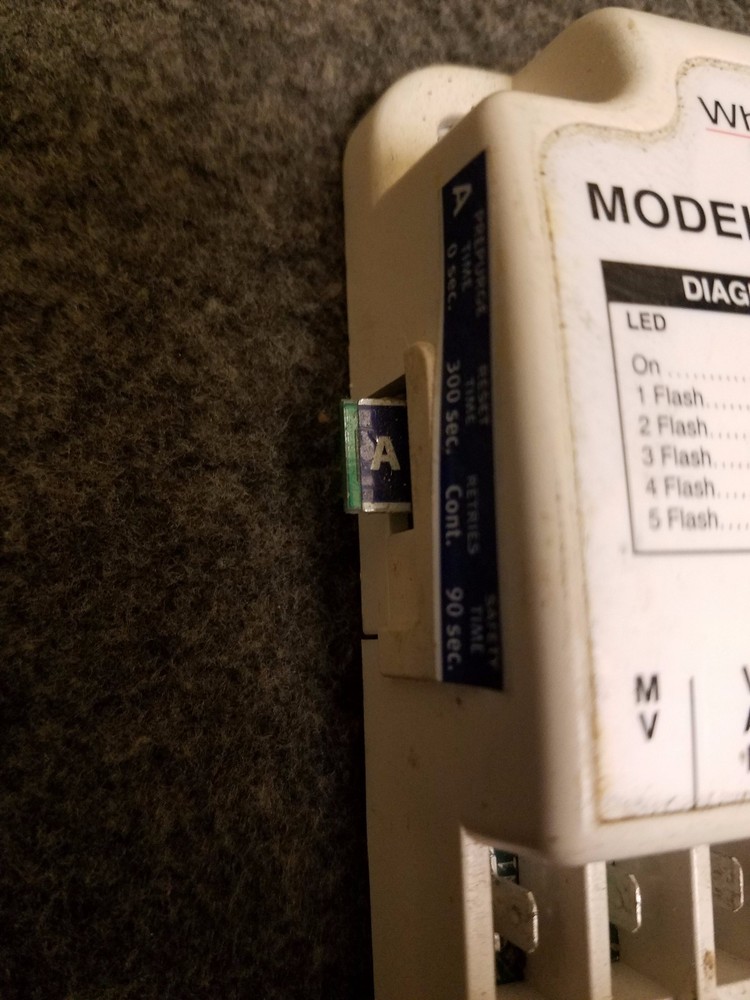 Wh
MODEL
DIAG
LED
On..........
1 Flash.....
2 Flash.....
3 Flash.....
4 Flash.....
5 Flash.....
M
V
A
PREPURGE
TIME
0 sec.
RESET
TIME
300 sec.
RETRIES
Cont.
SAFETY
TIME
90 sec.
A